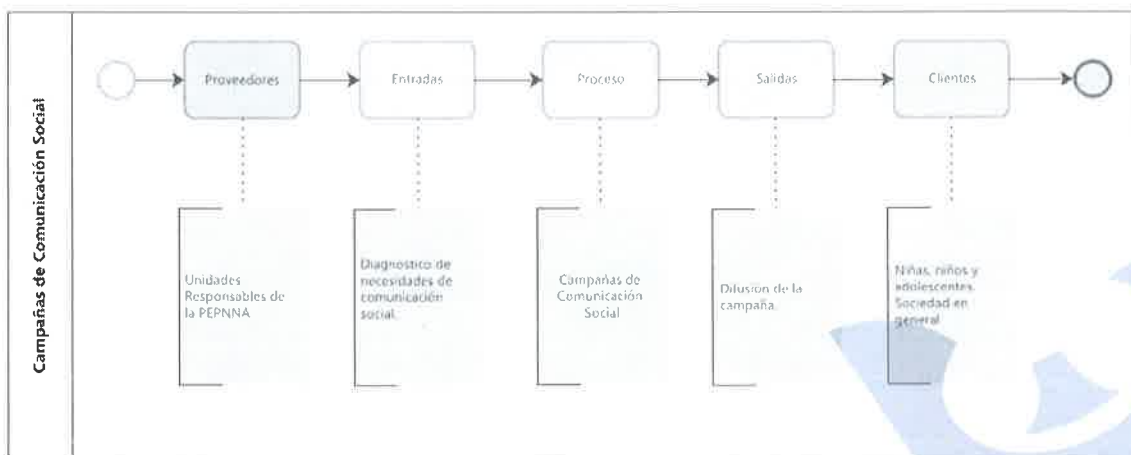 Campañas de Comunicación Social
Proveedores
Entradas
Proceso
Salidas
Clientes
Unidades
Responsables de
la PEPNNA
Diagnostico de
necesidades de
comunicación
social.
Campañas de
Comunicación
Social
Difusión de la
campaña.
Niñas, niños y
adolescentes.
Sociedad en
general